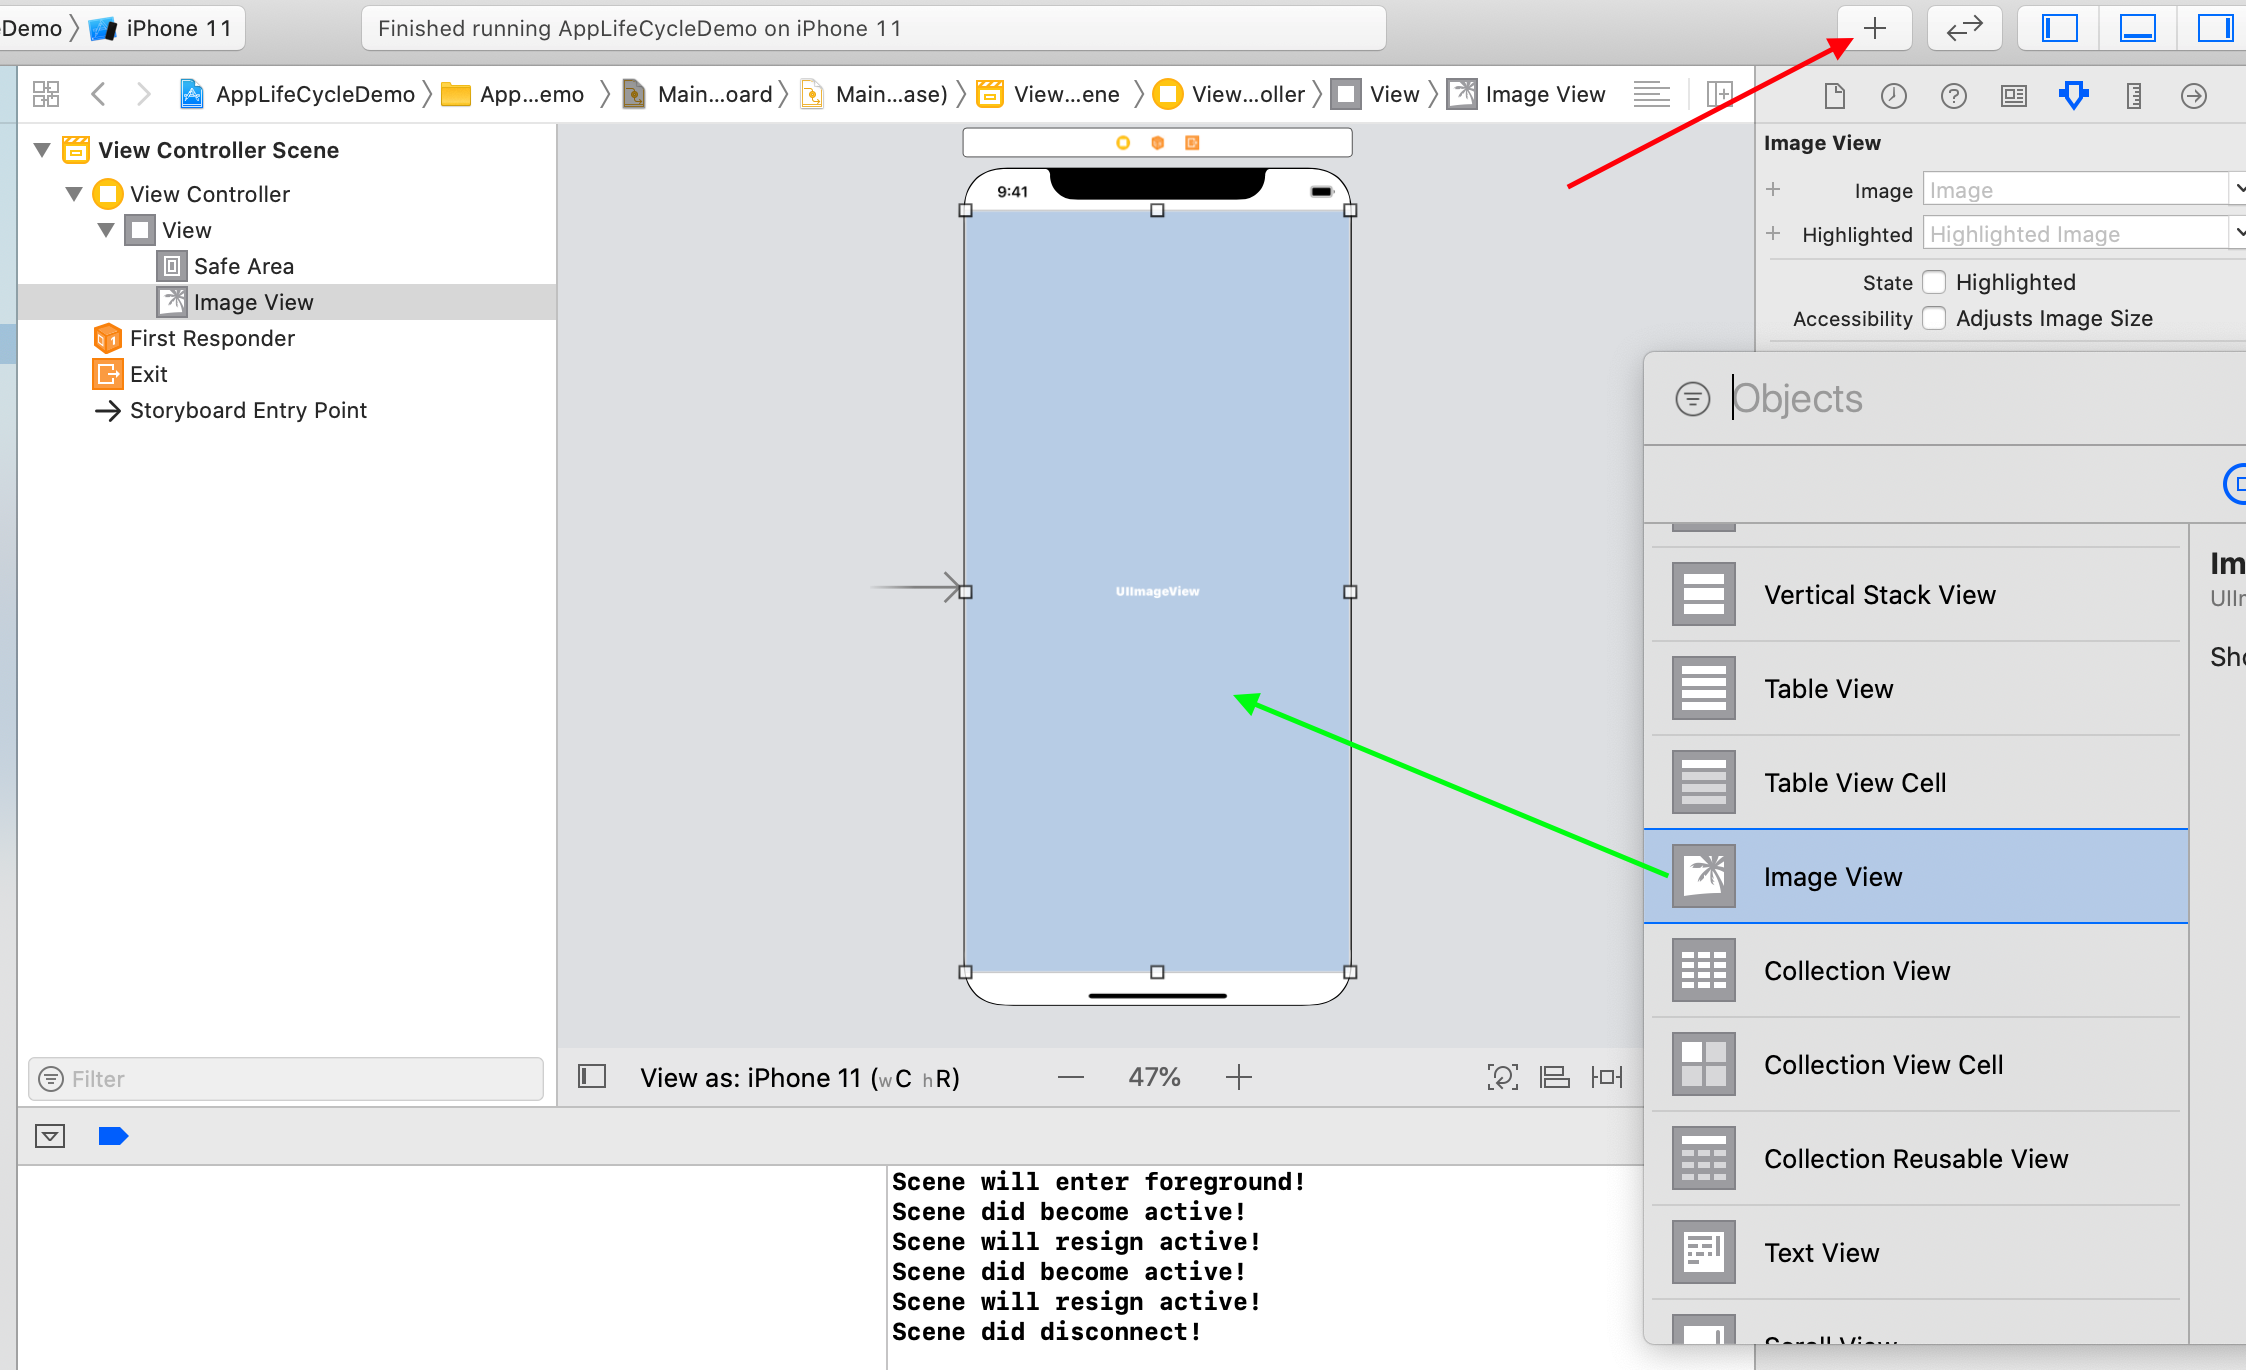 Demo iPhone 11
Finished running AppLifeCycleDemo on iPhone 11
AppLifeCycleDemo App...emo Main...oard Main...ase) View...ene View...oller View Image View
View Controller Scene
View Controller
View
Safe Area
Image View
First Responder
Exit
Storyboard Entry Point
Filter
9:41
UIImageView
View as: iPhone 11 (wC hR)
47%
Image View
Image Image
Highlighted Highlighted Image
State Highlighted
Accessibility Adjusts Image Size
Objects
Vertical Stack View
Table View
Table View Cell
Image View
Collection View
Collection View Cell
Collection Reusable View
Text View
Scroll View
Im
UIIm
Sho
Scene will enter foreground!
Scene did become active!
Scene will resign active!
Scene did become active!
Scene will resign active!
Scene did disconnect!